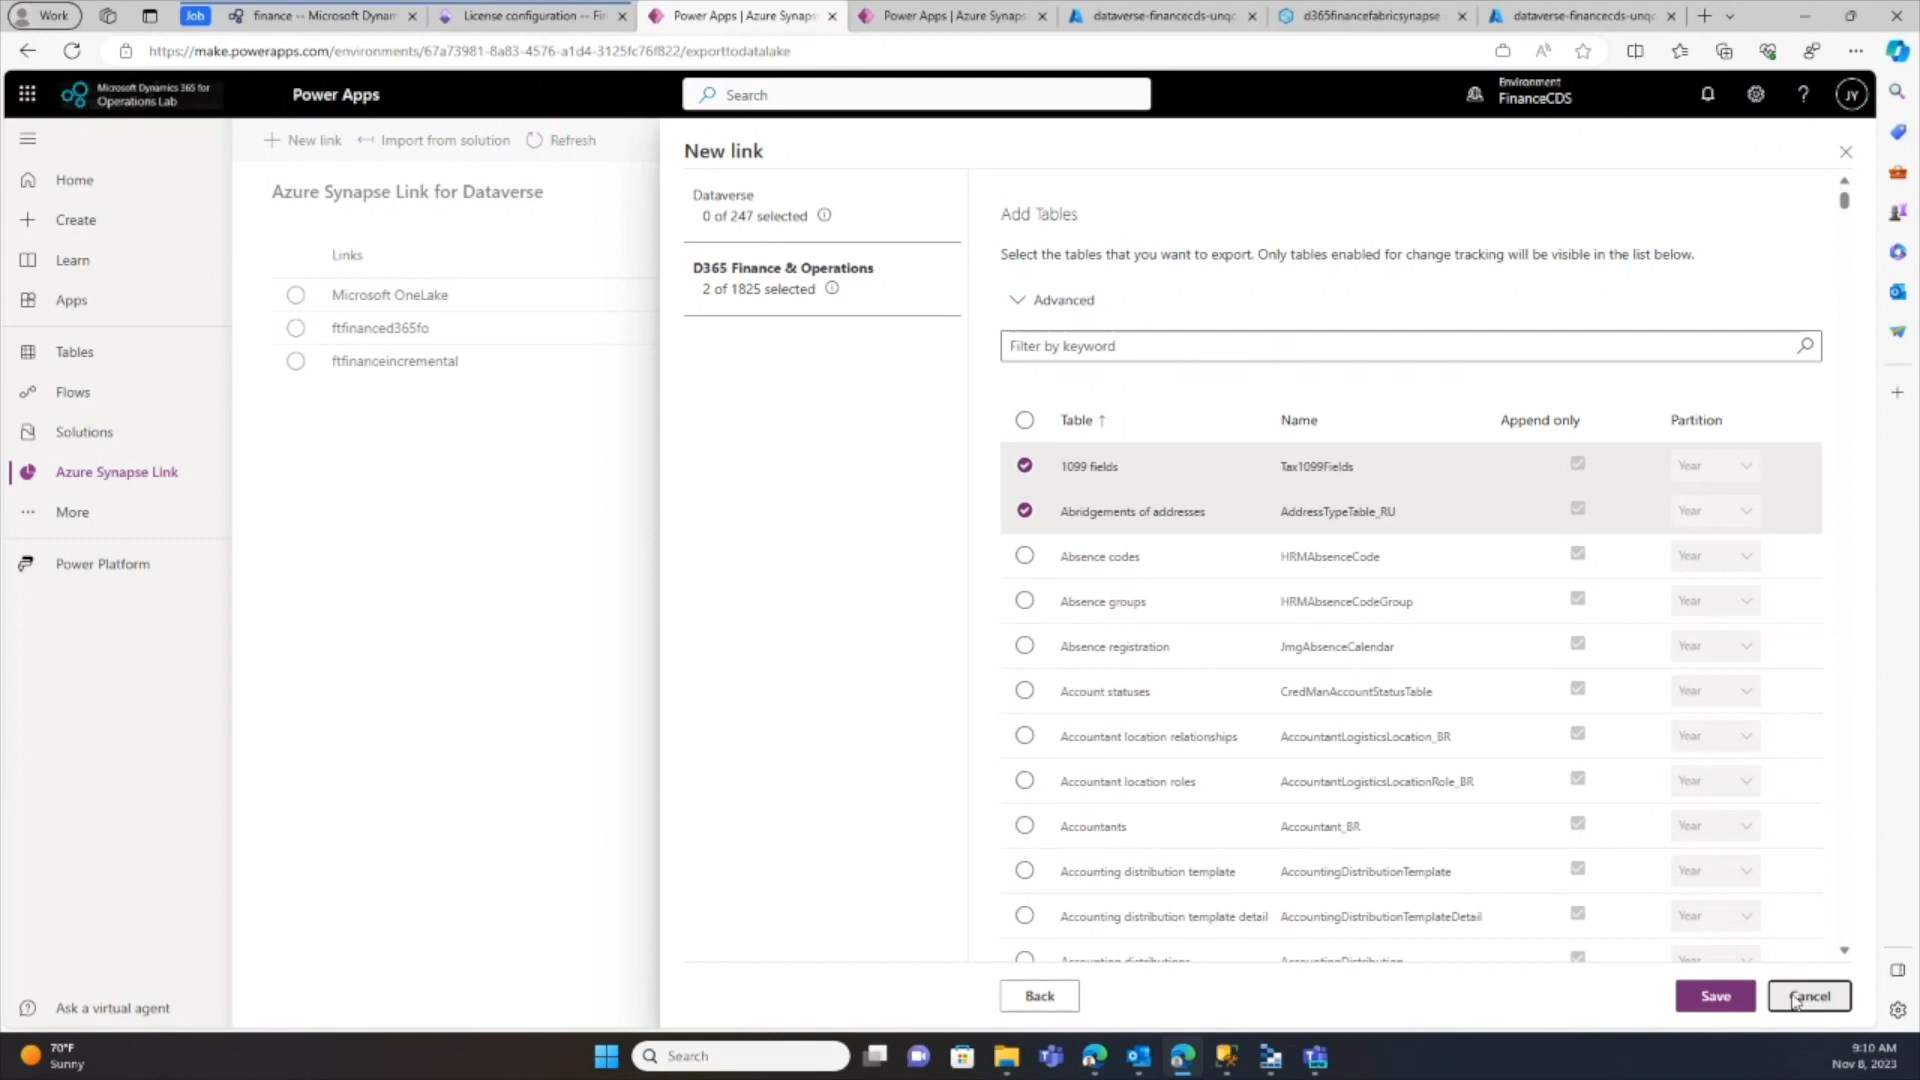 Work
Job
finance -- Microsoft Dynam
License configuration -- Fin
Power Apps | Azure Synaps
Power Apps | Azure Synaps
dataverse-financecds-unqc
d365financefabricsynapse
dataverse-financecds-unqc
https://make.powerapps.com/environments/67a73981-8a83-4576-a1d4-3125fc76f822/exporttodatalake
Microsoft Dynamics 365 for
Operations Lab
Power Apps
Search
Environment
FinanceCDS
?
JY
New link
Import from solution
Refresh
Home
Create
Learn
Apps
Tables
Flows
Solutions
Azure Synapse Link
More
Power Platform
Ask a virtual agent
Azure Synapse Link for Dataverse
Links
Microsoft OneLake
ftfinanced365fo
ftfinanceincremental
New link
Dataverse
0 of 247 selected
D365 Finance & Operations
2 of 1825 selected
Add Tables
Select the tables that you want to export. Only tables enabled for change tracking will be visible in the list below.
Advanced
Filter by keyword
Table ↑ Name Append only Partition
1099 fields Tax1099Fields Year
Abridgements of addresses AddressTypeTable_RU Year
Absence codes HRMAbsenceCode Year
Absence groups HRMAbsenceCodeGroup Year
Absence registration JmgAbsenceCalendar Year
Account statuses CredManAccountStatusTable Year
Accountant location relationships AccountantLogisticsLocation_BR Year
Accountant location roles AccountantLogisticsLocationRole_BR Year
Accountants Accountant_BR Year
Accounting distribution template AccountingDistributionTemplate Year
Accounting distribution template detail AccountingDistributionTemplateDetail Year
Accounting distributions AccountingDistribution Year
Back
Save
Cancel
70°F
Sunny
Search
9:10 AM
Nov 8, 2023